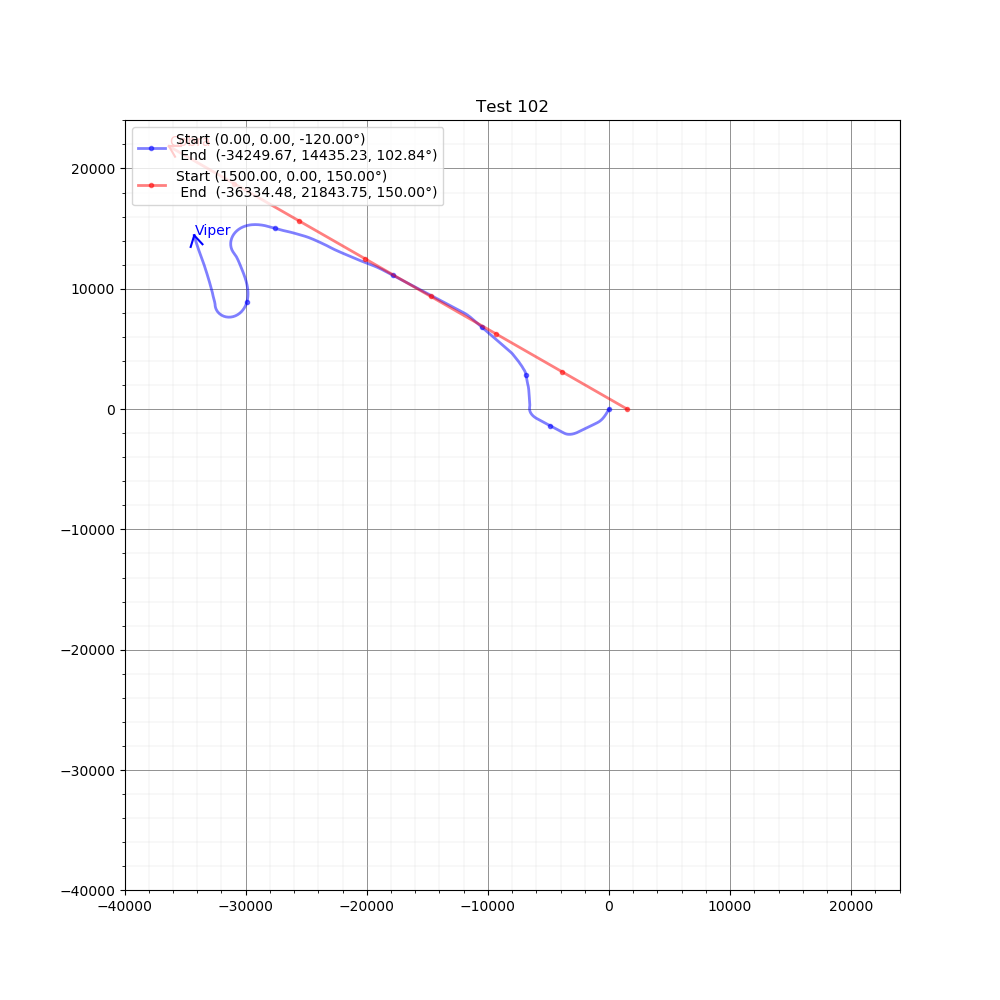 Test 102
Start (0.00, 0.00, -120.00°)
End (-34249.67, 14435.23, 102.84°)
Start (1500.00, 0.00, 150.00°)
End (-36334.48, 21843.75, 150.00°)
Viper
20000
10000
0
−10000
−20000
−30000
−40000
−40000 −30000 −20000 −10000 0 10000 20000